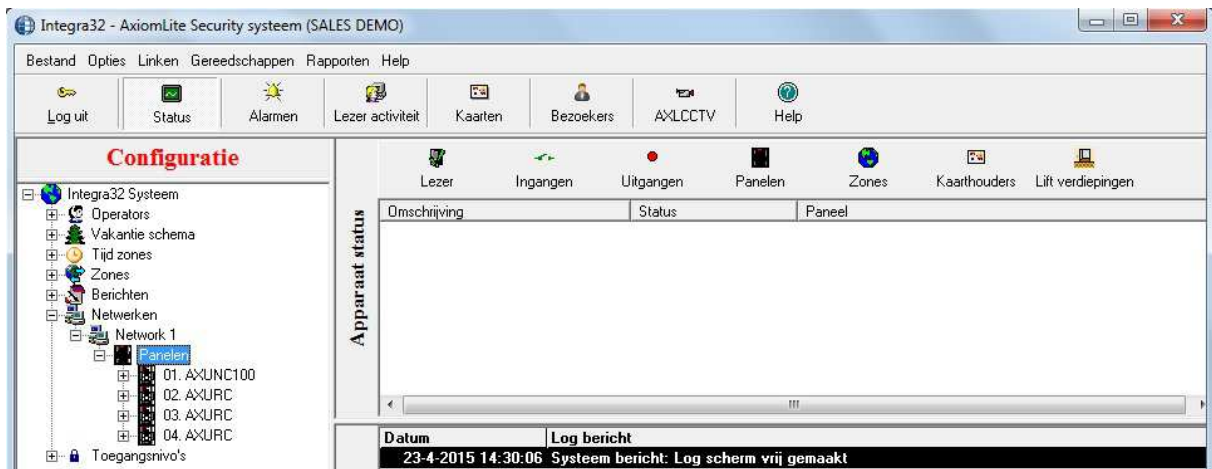 Integra32 - AxiomLite Security systeem (SALES DEMO)
Bestand Opties Linken Gereedschappen Rapporten Help
Log uit Status Alarmen Lezer activiteit Kaarten Bezoekers AXLCCTV Help
Configuratie
Integra32 Systeem
Operators
Vakantie schema
Tijd zones
Zones
Berichten
Netwerken
Network 1
Panelen
01. AXUNC100
02. AXURC
03. AXURC
04. AXURC
Toegangsnivo's
Apparaat status
Lezer Ingangen Uitgangen Panelen Zones Kaarthouders Lift verdiepingen
Omschrijving Status Paneel
Datum Log bericht
23-4-2015 14:30:06 Systeem bericht: Log scherm vrij gemaakt